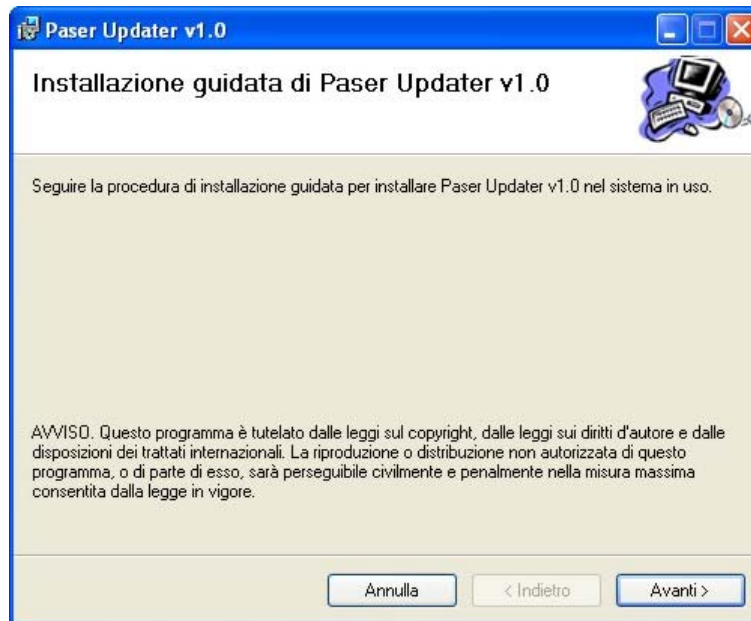 Paser Updater v1.0
Installazione guidata di Paser Updater v1.0
Seguire la procedura di installazione guidata per installare Paser Updater v1.0 nel sistema in uso.
AVVISO. Questo programma è tutelato dalle leggi sul copyright, dalle leggi sui diritti d'autore e dalle
disposizioni dei trattati internazionali. La riproduzione o distribuzione non autorizzata di questo
programma, o di parte di esso, sarà perseguibile civilmente e penalmente nella misura massima
consentita dalla legge in vigore.
Annulla
< Indietro
Avanti >